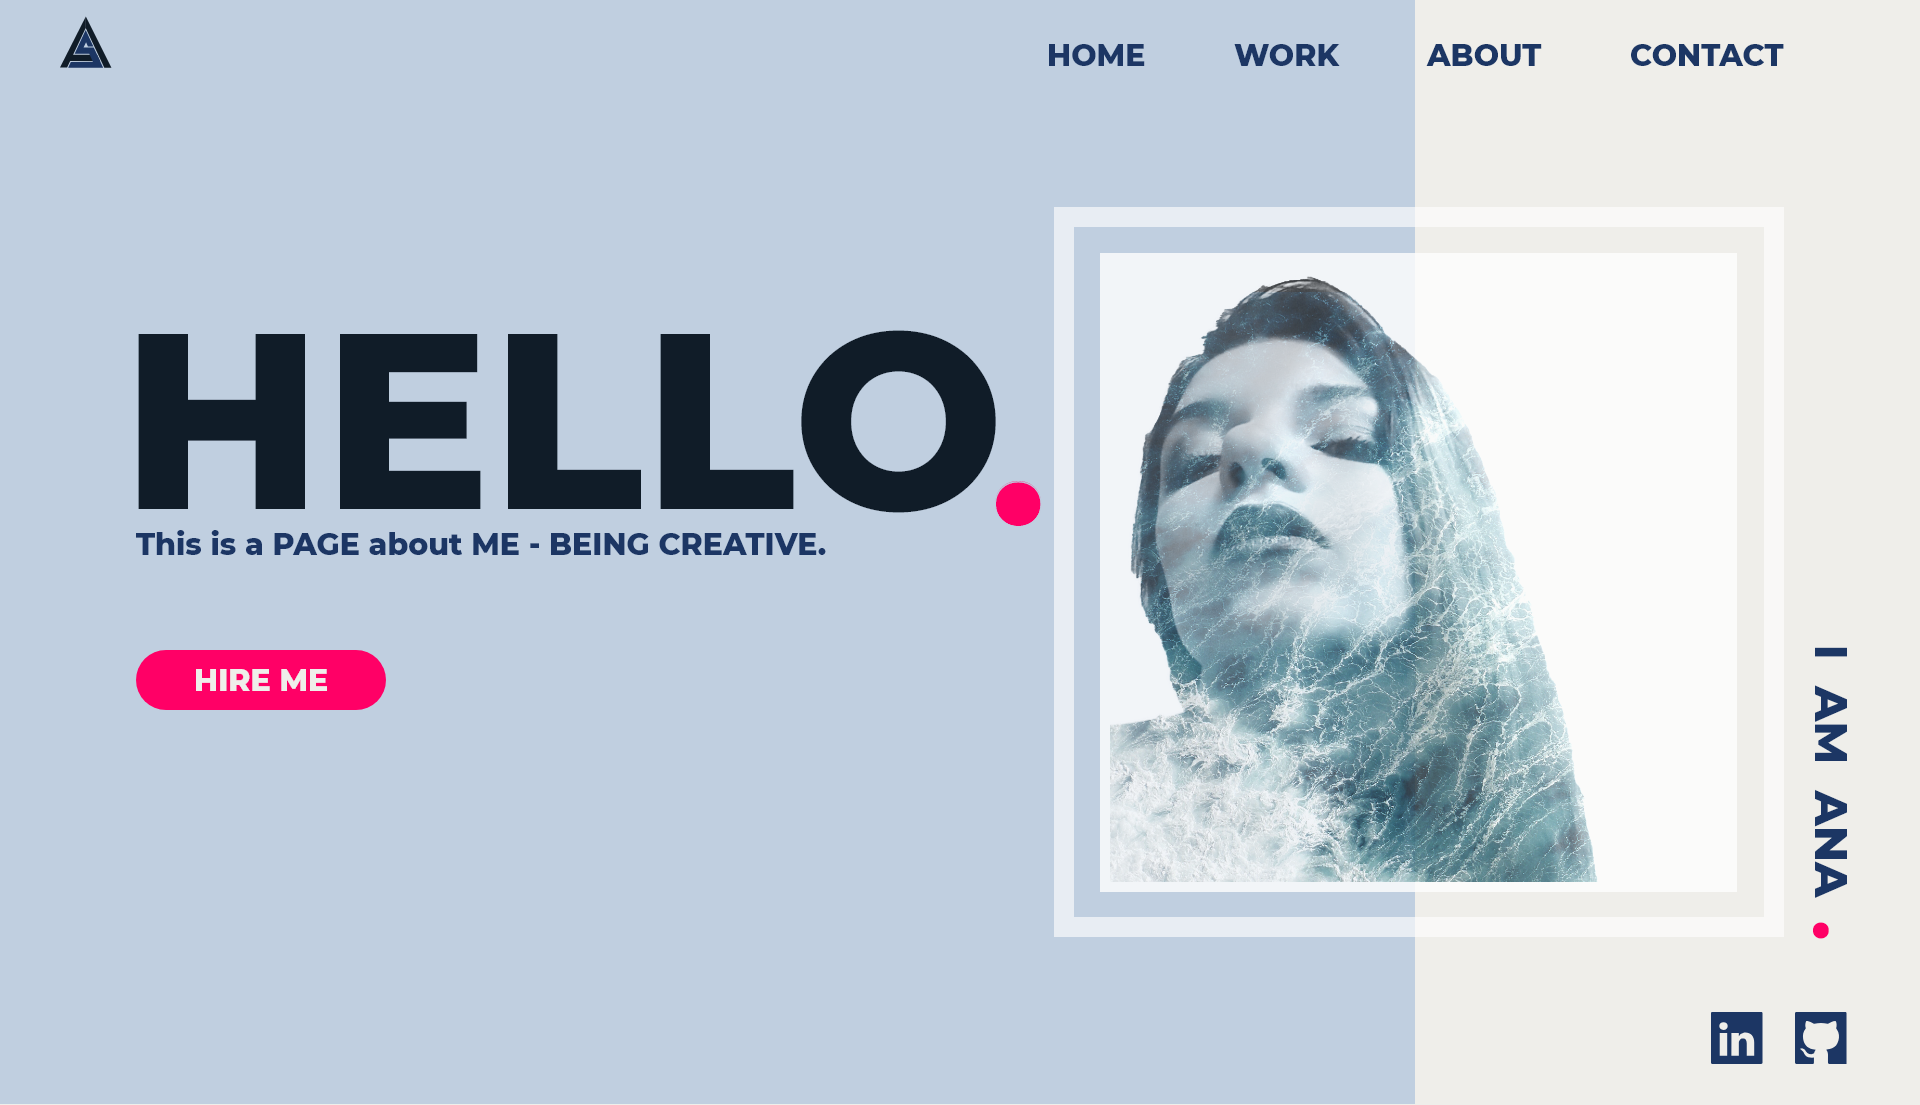 HOME WORK ABOUT CONTACT
HELLO.
This is a PAGE about ME - BEING CREATIVE.
HIRE ME
I AM ANA.
in